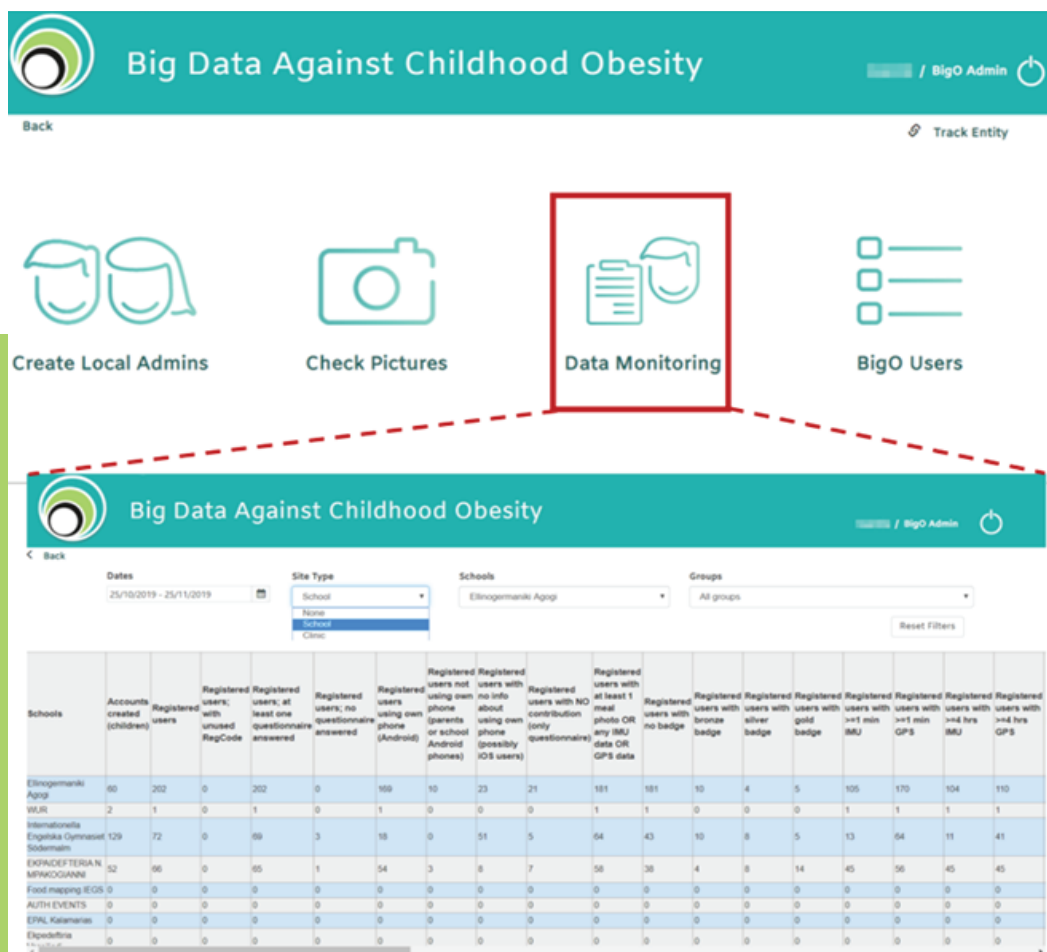 Big Data Against Childhood Obesity
/ BigO Admin
Back
Track Entity
Create Local Admins
Check Pictures
Data Monitoring
BigO Users
Big Data Against Childhood Obesity
/ BigO Admin
Back
Dates
Site Type
Schools
Groups
25/10/2019 - 25/11/2019
School
Ellinogermaniki Agogi
All groups
None
School
Clinic
Reset Filters
Schools
Accounts created (children)
Registered users
Registered users; with unused RegCode
Registered users; at least one questionnaire answered
Registered users; no questionnaire answered
Registered users using own phone (Android)
Registered users not using own phone (parents or school Android phones)
Registered users with no info about using own phone (possibly iOS users)
Registered users with NO contribution (only questionnaire)
Registered users with at least 1 meal photo OR any IMU data OR GPS data
Registered users with no badge
Registered users with bronze badge
Registered users with silver badge
Registered users with gold badge
Registered users with >=1 min IMU
Registered users with >=1 min GPS
Registered users with >=4 hrs IMU
Registered users with >=4 hrs GPS
Ellinogermaniki Agogi 60 202 0 202 0 169 10 23 21 181 181 10 4 5 105 170 104 110
WUR 2 1 0 1 0 1 0 0 0 1 1 0 0 0 1 1 1 1
Internationella Engelska Gymnasiet Södermalm 129 72 0 69 3 18 0 51 5 64 43 10 8 5 13 64 11 41
EKPAIDEFTERIA N. MPAKOGIANNI 52 66 0 65 1 54 3 8 7 58 38 4 8 14 45 56 45 45
Food mapping IEGS 0 0 0 0 0 0 0 0 0 0 0 0 0 0 0 0 0 0
AUTH EVENTS 0 0 0 0 0 0 0 0 0 0 0 0 0 0 0 0 0 0
EPAL Kalamarias 0 0 0 0 0 0 0 0 0 0 0 0 0 0 0 0 0 0
Ekpedeftiria 0 0 0 0 0 0 0 0 0 0 0 0 0 0 0 0 0 0